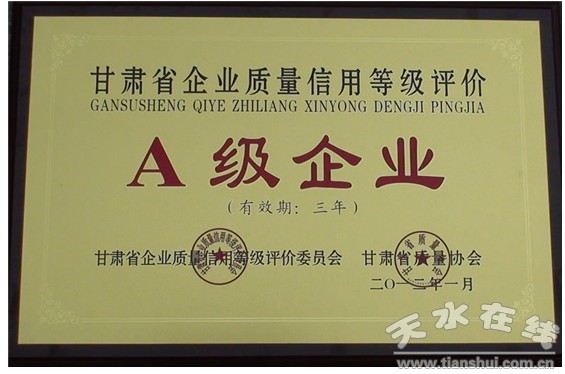 甘肃省企业质量信用等级评价
GANSUSHENG QIYE ZHILIANG XINYONG DENGJI PINGJIA
A 级企业
(有效期：三年)
甘肃省企业质量信用等级评价委员会 甘肃省质量协会
二〇一二年一月
天水在线
www.tianshui.com.cn